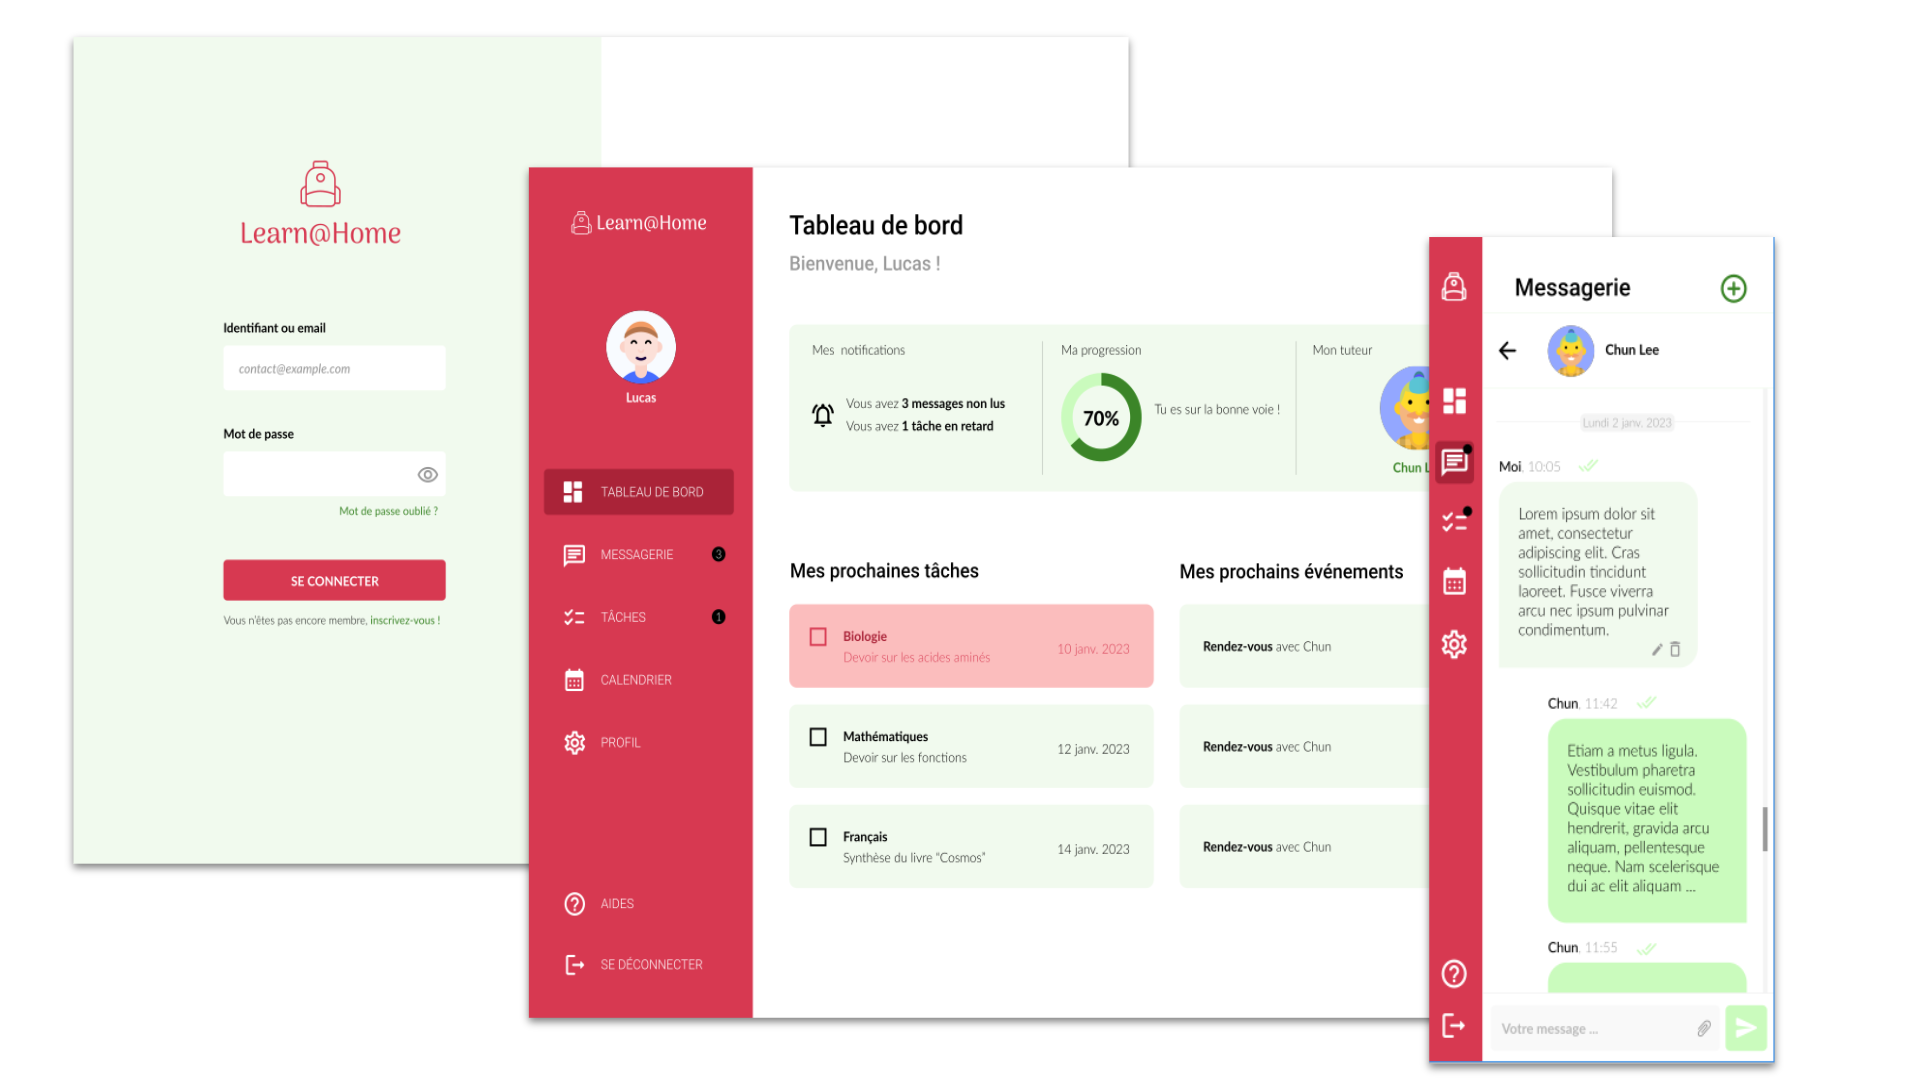 Learn@Home
Identifiant ou email
contact@example.com
Mot de passe
Mot de passe oublié ?
SE CONNECTER
Vous n'êtes pas encore membre, inscrivez-vous !
Learn@Home
Lucas
TABLEAU DE BORD
MESSAGERIE 3
TÂCHES 1
CALENDRIER
PROFIL
AIDES
SE DÉCONNECTER
Tableau de bord
Bienvenue, Lucas !
Mes notifications
Vous avez 3 messages non lus
Vous avez 1 tâche en retard
Ma progression
70%
Tu es sur la bonne voie !
Mon tuteur
Chun L
Mes prochaines tâches
Biologie
Devoir sur les acides aminés
10 janv. 2023
Mathématiques
Devoir sur les fonctions
12 janv. 2023
Français
Synthèse du livre “Cosmos”
14 janv. 2023
Mes prochains événements
Rendez-vous avec Chun
Rendez-vous avec Chun
Rendez-vous avec Chun
Messagerie
Chun Lee
Lundi 2 janv. 2023
Moi, 10:05
Lorem ipsum dolor sit
amet, consectetur
adipiscing elit. Cras
sollicitudin tincidunt
laoreet. Fusce viverra
arcu nec ipsum pulvinar
condimentum.
Chun, 11:42
Etiam a metus ligula.
Vestibulum pharetra
sollicitudin euismod.
Quisque vitae elit
hendrerit, gravida arcu
aliquam, pellentesque
neque. Nam scelerisque
dui ac elit aliquam ...
Chun, 11:55
Votre message ...